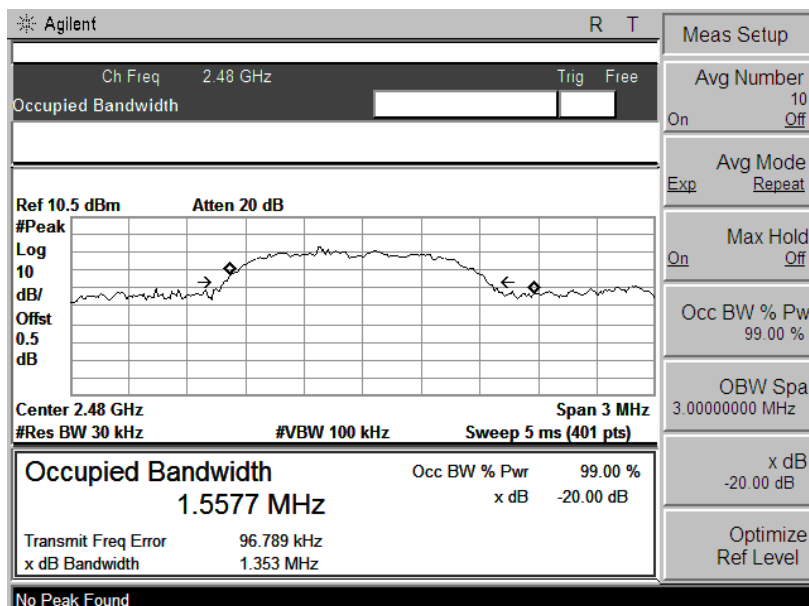 Agilent R T
Ch Freq 2.48 GHz Trig Free
Occupied Bandwidth
Ref 10.5 dBm Atten 20 dB
#Peak
Log
10
dB/
Offst
0.5
dB
Center 2.48 GHz Span 3 MHz
#Res BW 30 kHz #VBW 100 kHz Sweep 5 ms (401 pts)
Occupied Bandwidth Occ BW % Pwr 99.00 %
1.5577 MHz x dB -20.00 dB
Transmit Freq Error 96.789 kHz
x dB Bandwidth 1.353 MHz
No Peak Found
Meas Setup
Avg Number
10
On Off
Avg Mode
Exp Repeat
Max Hold
On Off
Occ BW % Pw
99.00 %
OBW Spa
3.00000000 MHz
x dB
-20.00 dB
Optimize
Ref Level